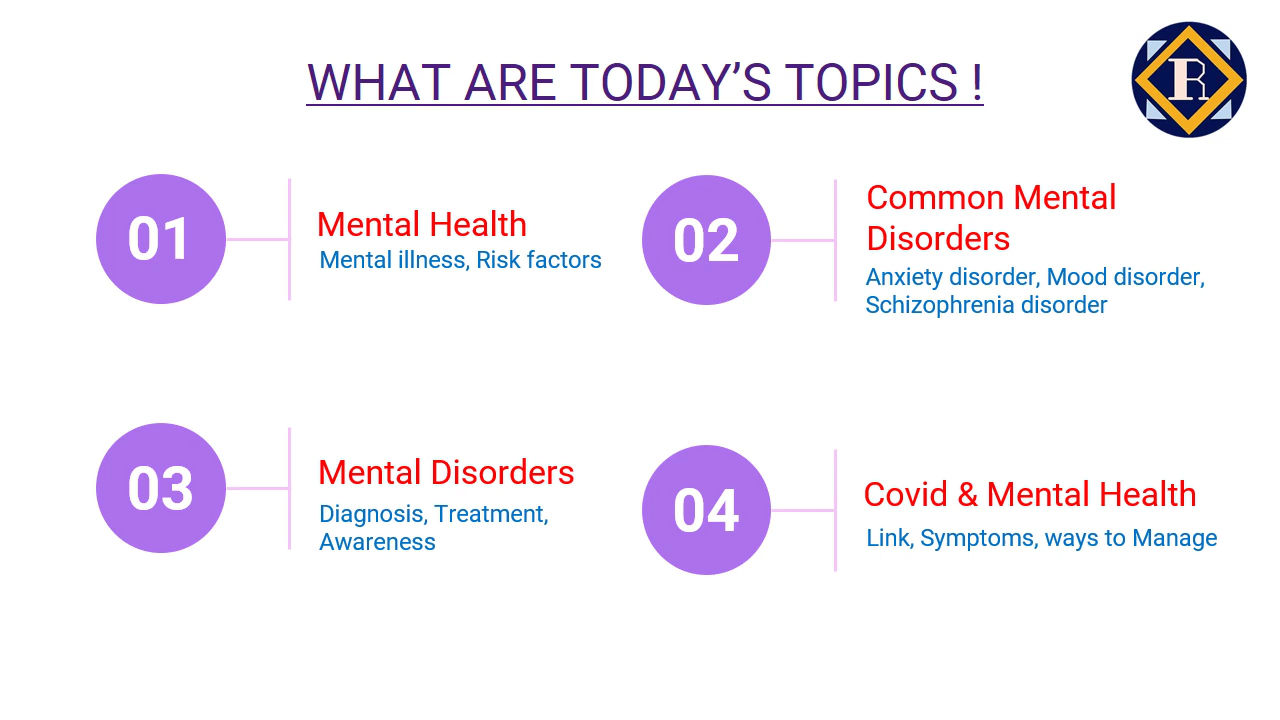 WHAT ARE TODAY’S TOPICS !
R
01
Mental Health
Mental illness, Risk factors
02
Common Mental
Disorders
Anxiety disorder, Mood disorder,
Schizophrenia disorder
03
Mental Disorders
Diagnosis, Treatment,
Awareness
04
Covid & Mental Health
Link, Symptoms, ways to Manage